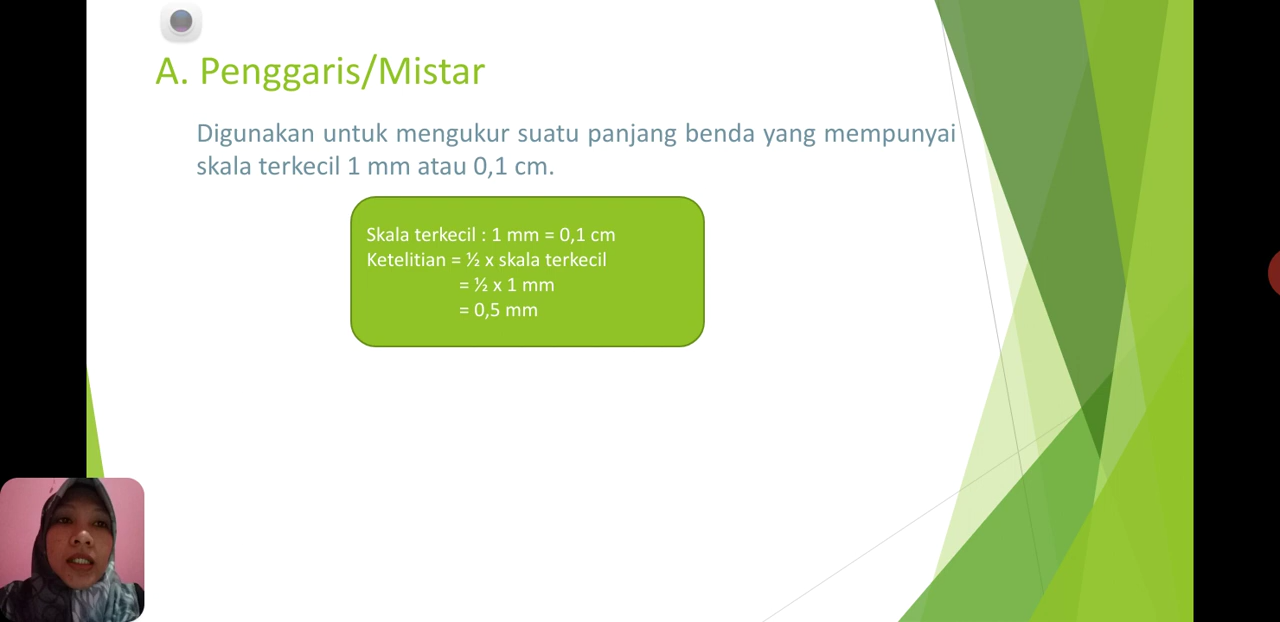 A. Penggaris/Mistar
Digunakan untuk mengukur suatu panjang benda yang mempunyai
skala terkecil 1 mm atau 0,1 cm.
Skala terkecil : 1 mm = 0,1 cm
Ketelitian = ½ x skala terkecil
= ½ x 1 mm
= 0,5 mm